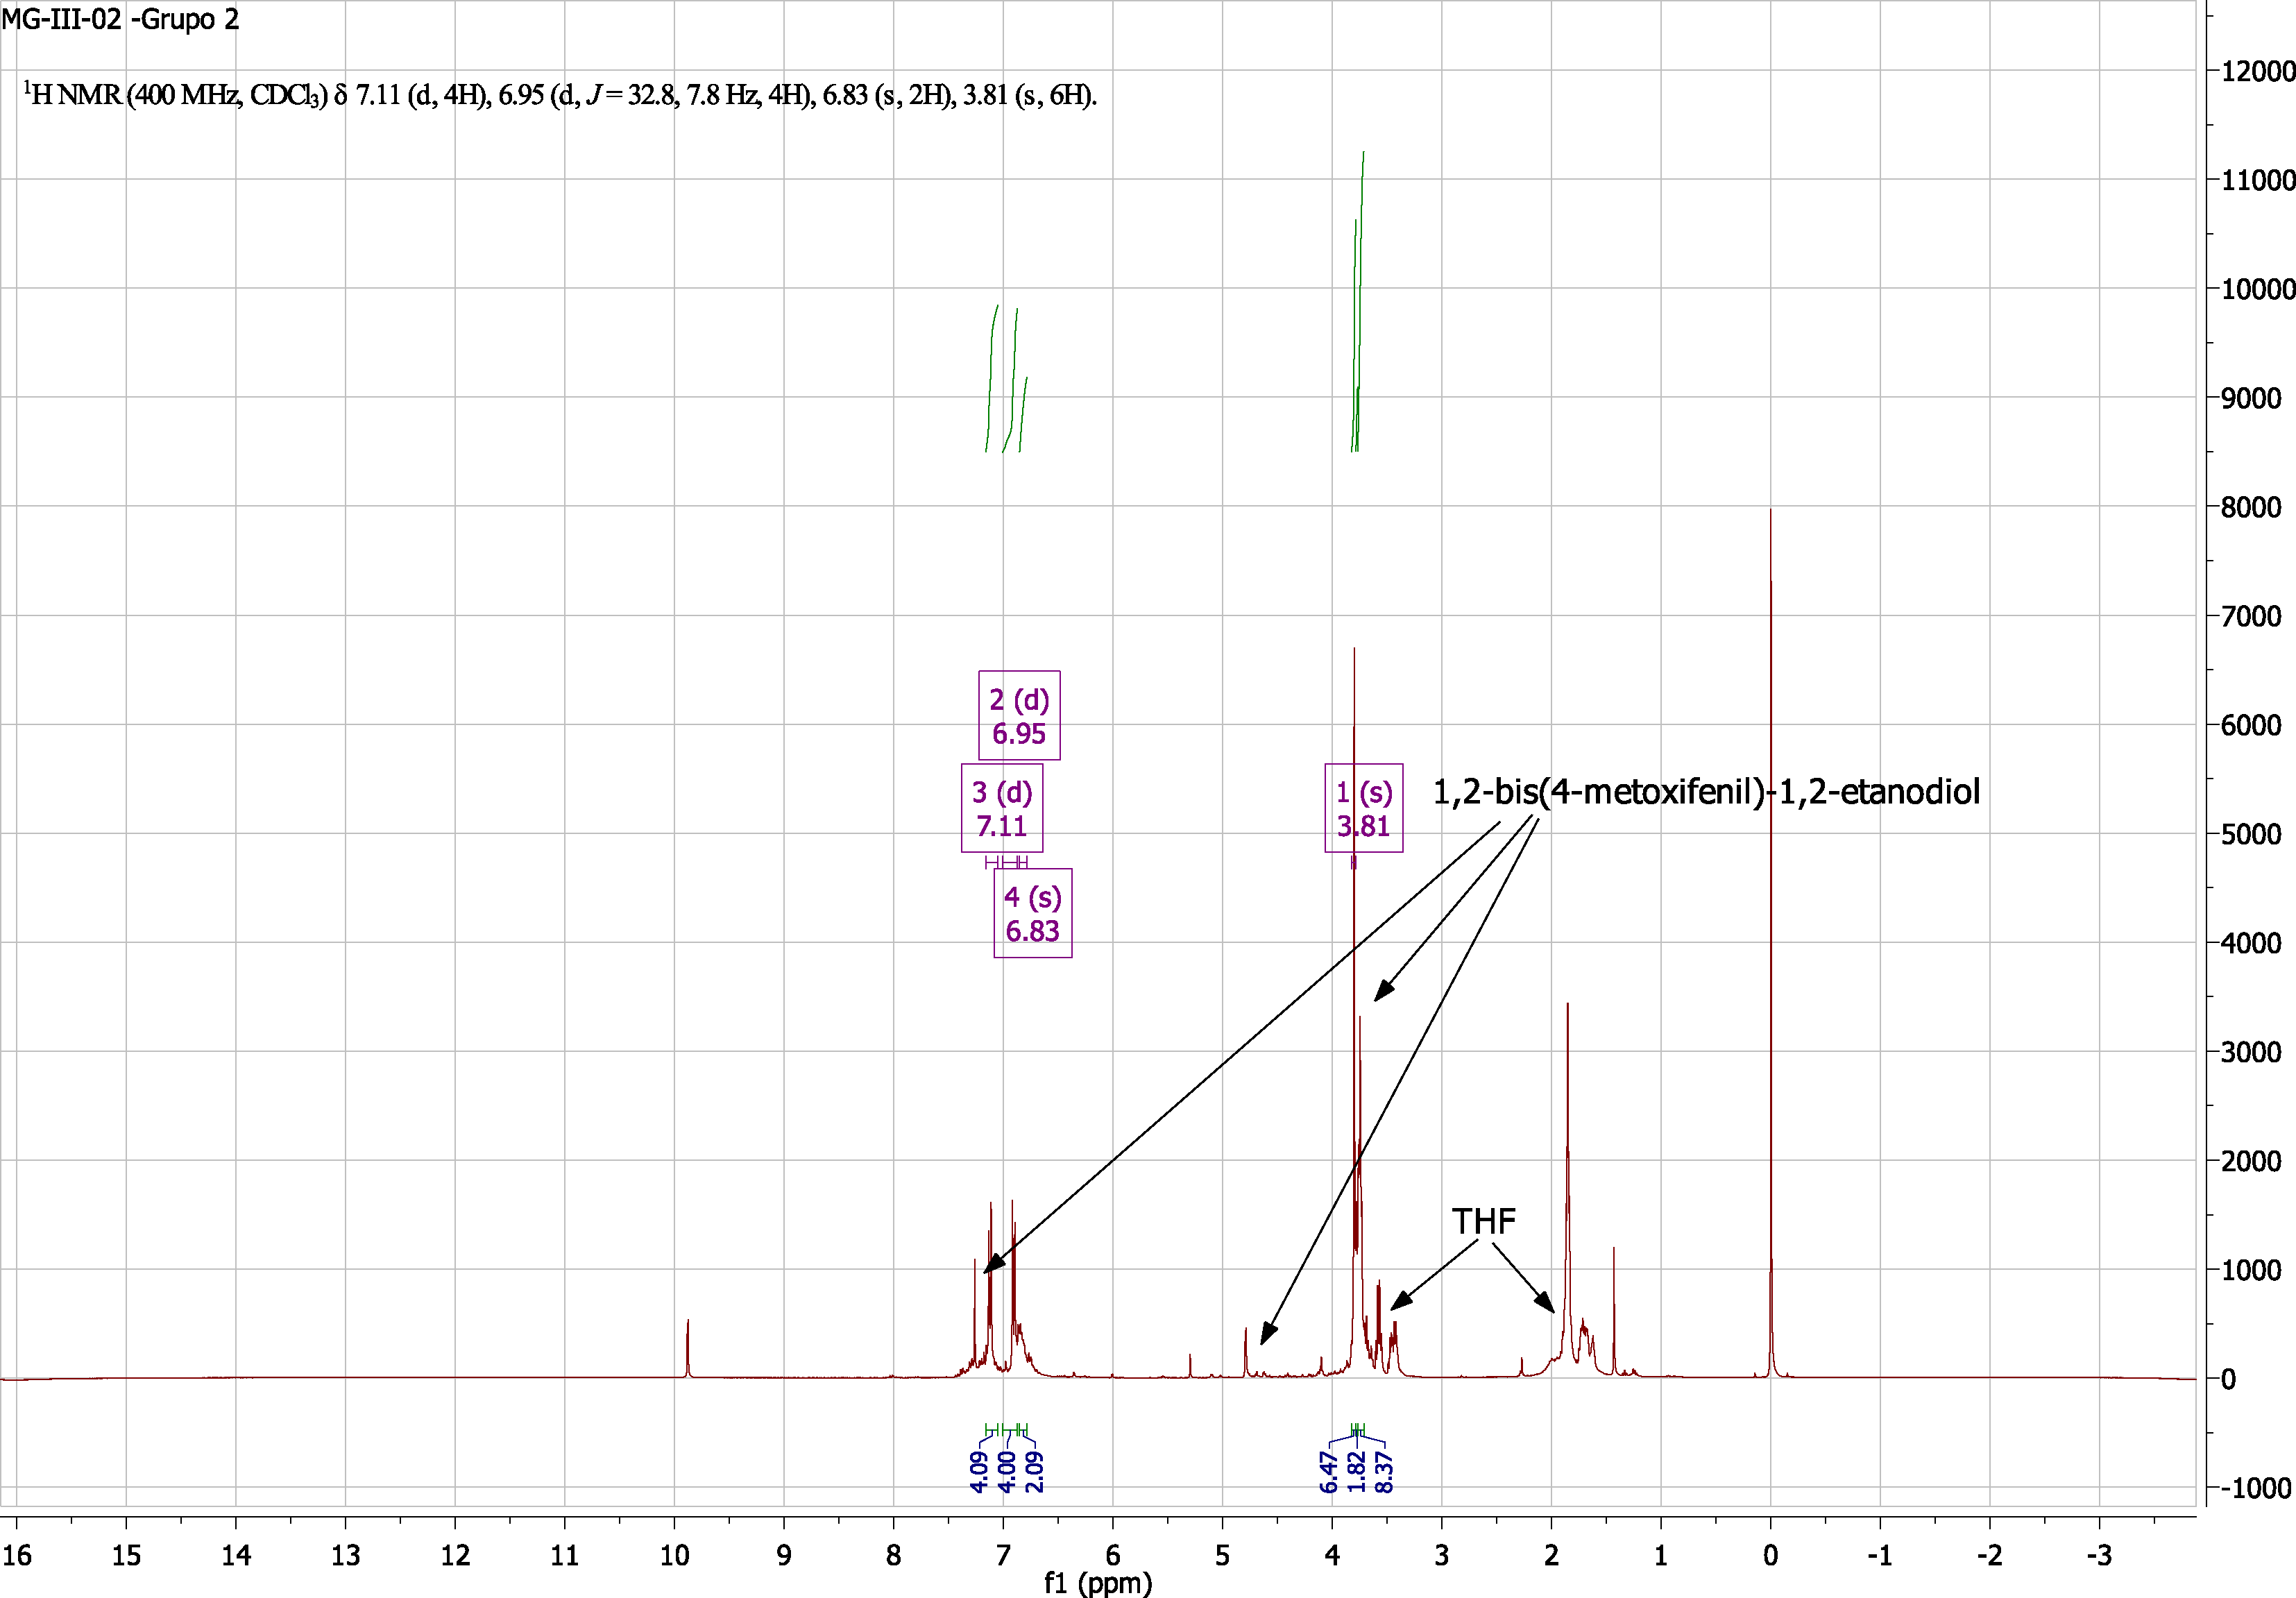 MG-III-02 -Grupo 2
¹H NMR (400 MHz, CDCl₃) δ 7.11 (d, 4H), 6.95 (d, J = 32.8, 7.8 Hz, 4H), 6.83 (s, 2H), 3.81 (s, 6H).
12000
11000
10000
9000
8000
7000
6000
5000
4000
3000
2000
1000
0
-1000
2 (d)
6.95
3 (d)
7.11
4 (s)
6.83
1 (s)
3.81
1,2-bis(4-metoxifenil)-1,2-etanodiol
THF
4.09
4.00
2.09
6.47
1.82
8.37
16 15 14 13 12 11 10 9 8 7 6 5 4 3 2 1 0 -1 -2 -3
f1 (ppm)